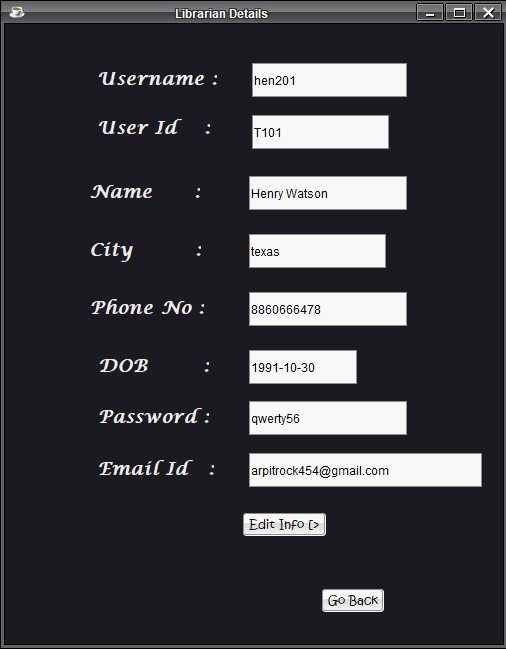 Librarian Details
Username : hen201
User Id : T101
Name : Henry Watson
City : texas
Phone No : 8860666478
DOB : 1991-10-30
Password : qwerty56
Email Id : arpitrock454@gmail.com
Edit Info [>
Go Back